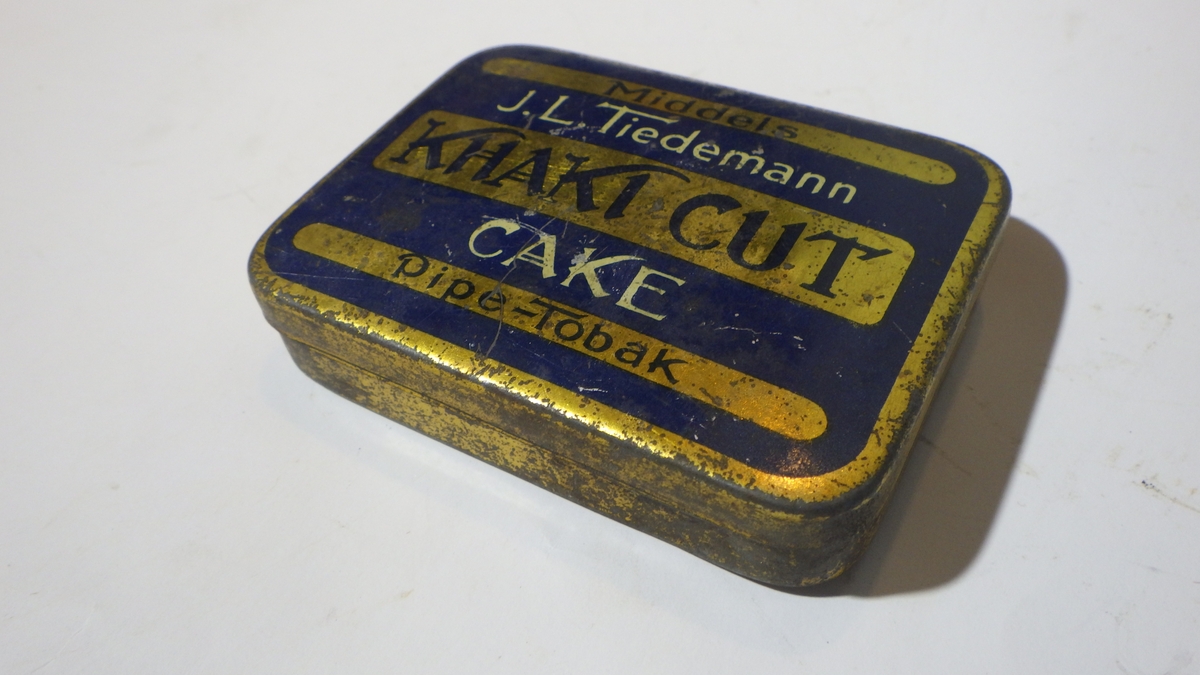 Middels
J.L. Tiedemann
KHAKI CUT
CAKE
Pipe-Tobak